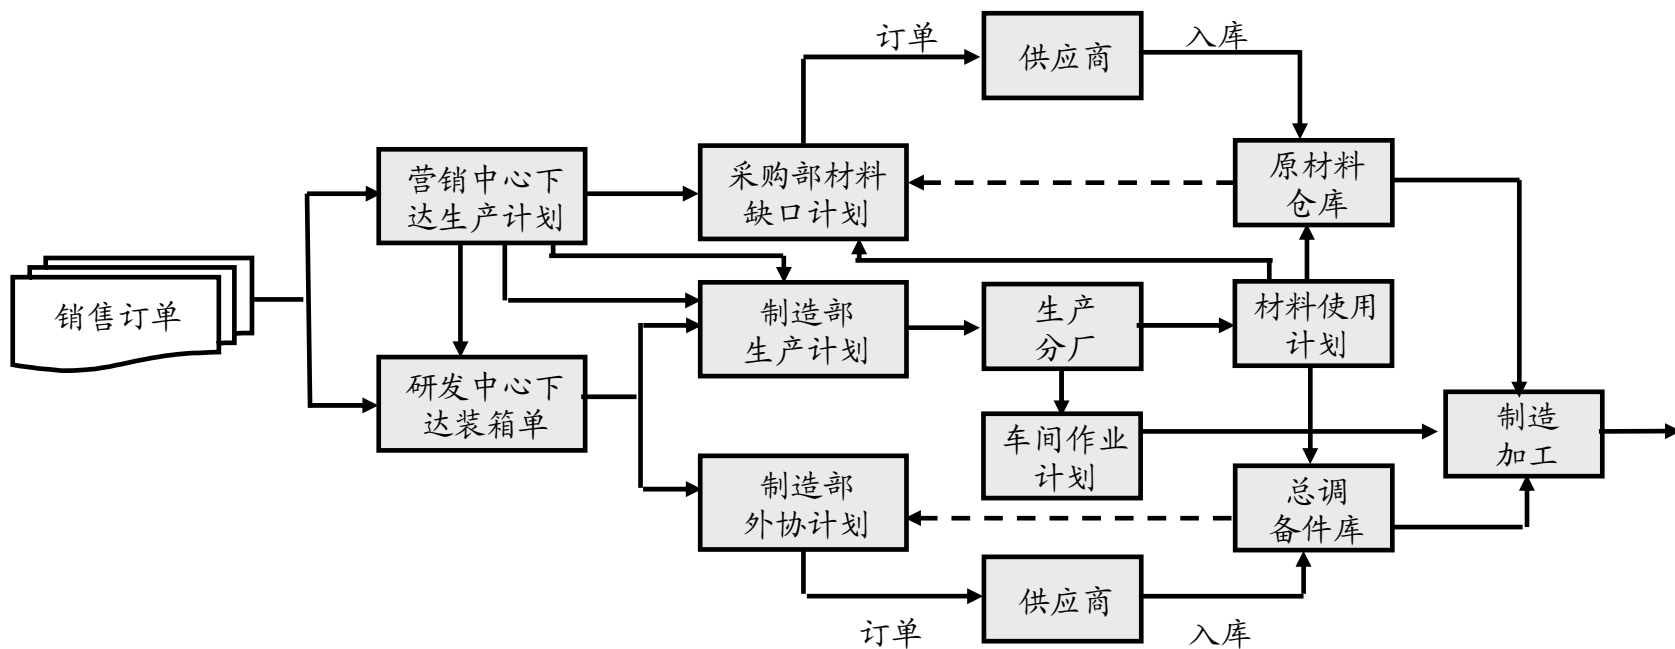 订单
供应商
入库
营销中心下
达生产计划
采购部材料
缺口计划
原材料
仓库
销售订单
制造部
生产计划
生产
分厂
材料使用
计划
研发中心下
达装箱单
车间作业
计划
制造
加工
制造部
外协计划
总调
备件库
供应商
订单
入库